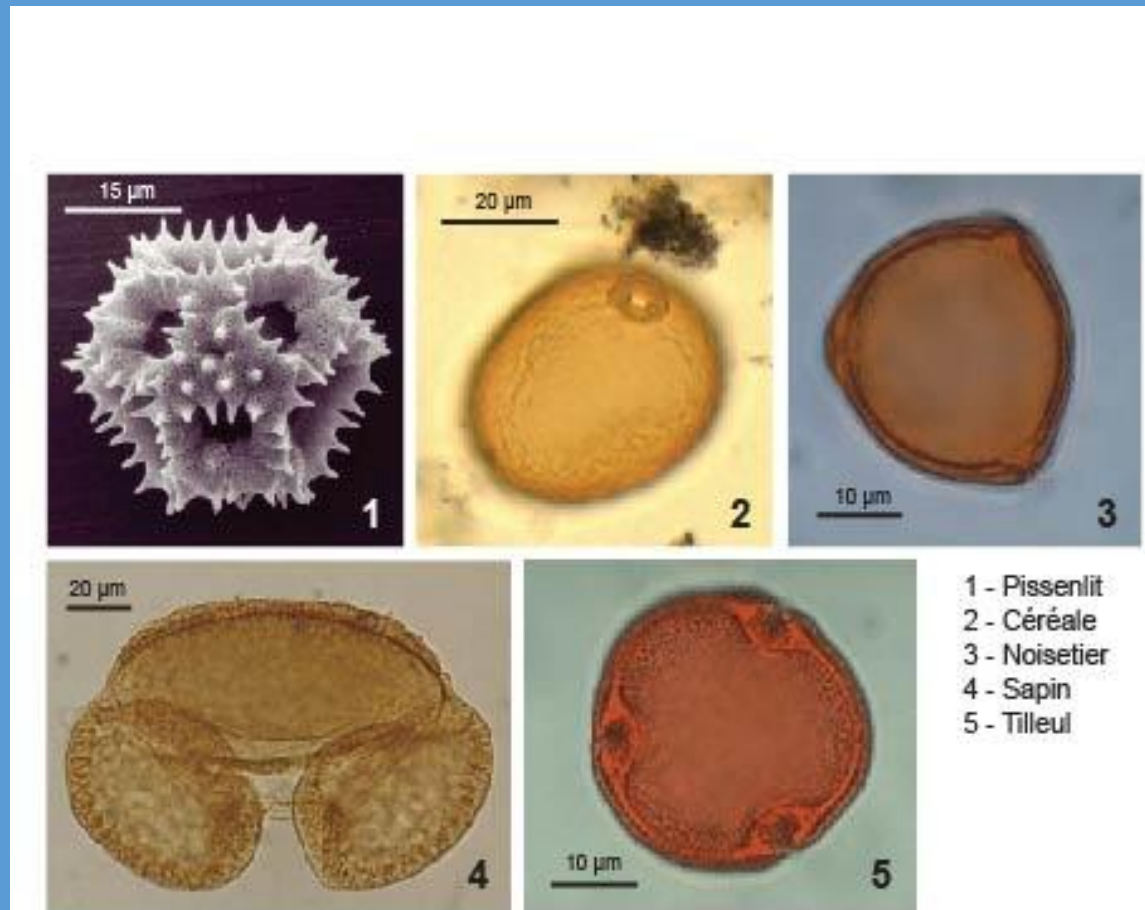 15 µm
20 µm
1
2
10 µm
3
20 µm
4
10 µm
5
1 - Pissenlit
2 - Céréale
3 - Noisetier
4 - Sapin
5 - Tilleul